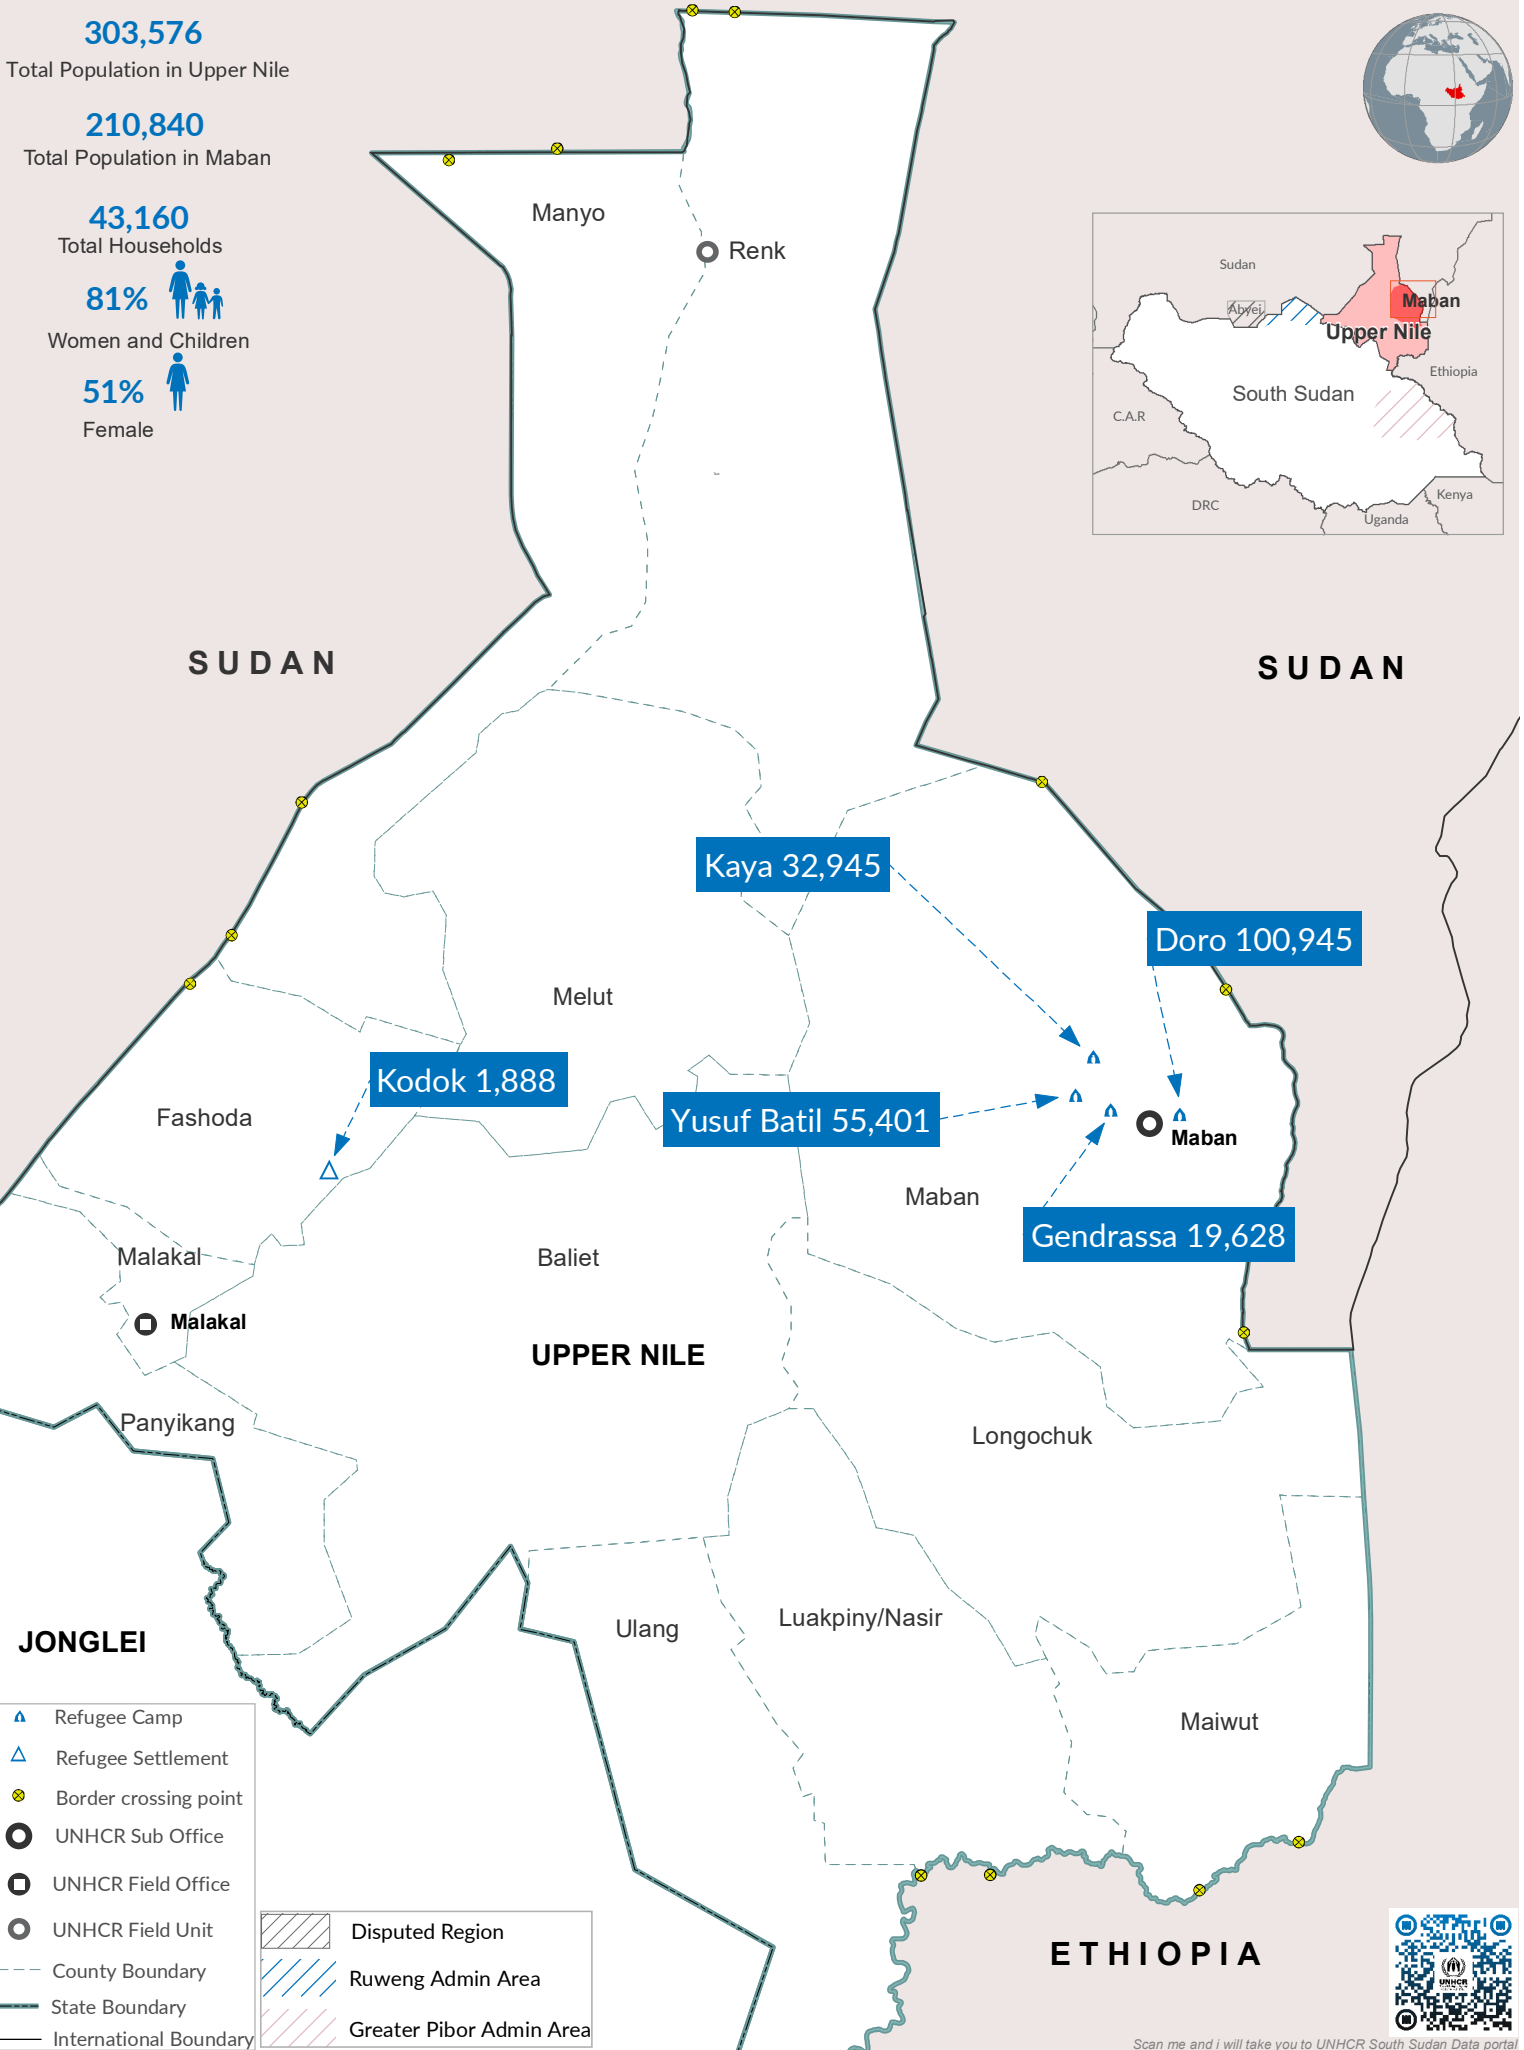 303,576
Total Population in Upper Nile
210,840
Total Population in Maban
43,160
Total Households
81%
Women and Children
51%
Female
Manyo
Renk
Sudan
Abyei
Maban
Upper Nile
Ethiopia
South Sudan
C.A.R
DRC
Kenya
Uganda
SUDAN
SUDAN
Kaya 32,945
Doro 100,945
Melut
Kodok 1,888
Yusuf Batil 55,401
Fashoda
Maban
Maban
Gendrassa 19,628
Malakal
Baliet
Malakal
UPPER NILE
Panyikang
Longochuk
Luakpiny/Nasir
Ulang
JONGLEI
Maiwut
Refugee Camp
Refugee Settlement
Border crossing point
UNHCR Sub Office
UNHCR Field Office
UNHCR Field Unit
County Boundary
State Boundary
International Boundary
Disputed Region
Ruweng Admin Area
Greater Pibor Admin Area
ETHIOPIA
UNHCR
Scan me and i will take you to UNHCR South Sudan Data portal